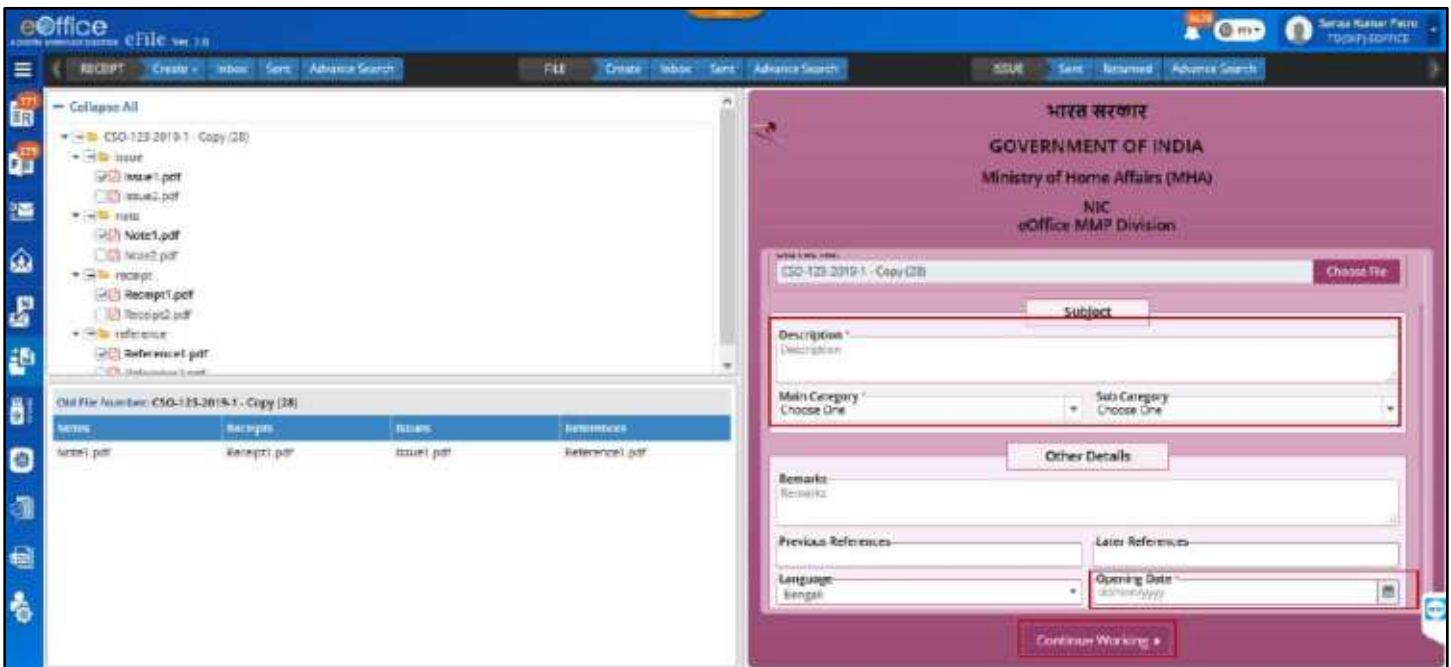 eOffice
eFile Ver 7.0
RECEIPT Create Inbox Sent Advance Search FILE Create Inbox Sent Advance Search ISSUE Sent Returned Advance Search
Collapse All
CSO-123-2019-1 - Copy (28)
issue
Issue1.pdf
Issue2.pdf
note
Note1.pdf
Note2.pdf
receipt
Receipt1.pdf
Receipt2.pdf
reference
Reference1.pdf
Old File Number: CSO-123-2019-1 - Copy (28)
Notes Receipts Issues References
Note1.pdf Receipt1.pdf Issue1.pdf Reference1.pdf
भारत सरकार
GOVERNMENT OF INDIA
Ministry of Home Affairs (MHA)
NIC
eOffice MMP Division
CSO-123-2019-1 - Copy (28) Choose File
Subject
Description *
Description
Main Category * Sub Category
Choose One Choose One
Other Details
Remarks
Remarks
Previous References Later References
Language Opening Date *
Bengali dd/mm/yyyy
Continue Working